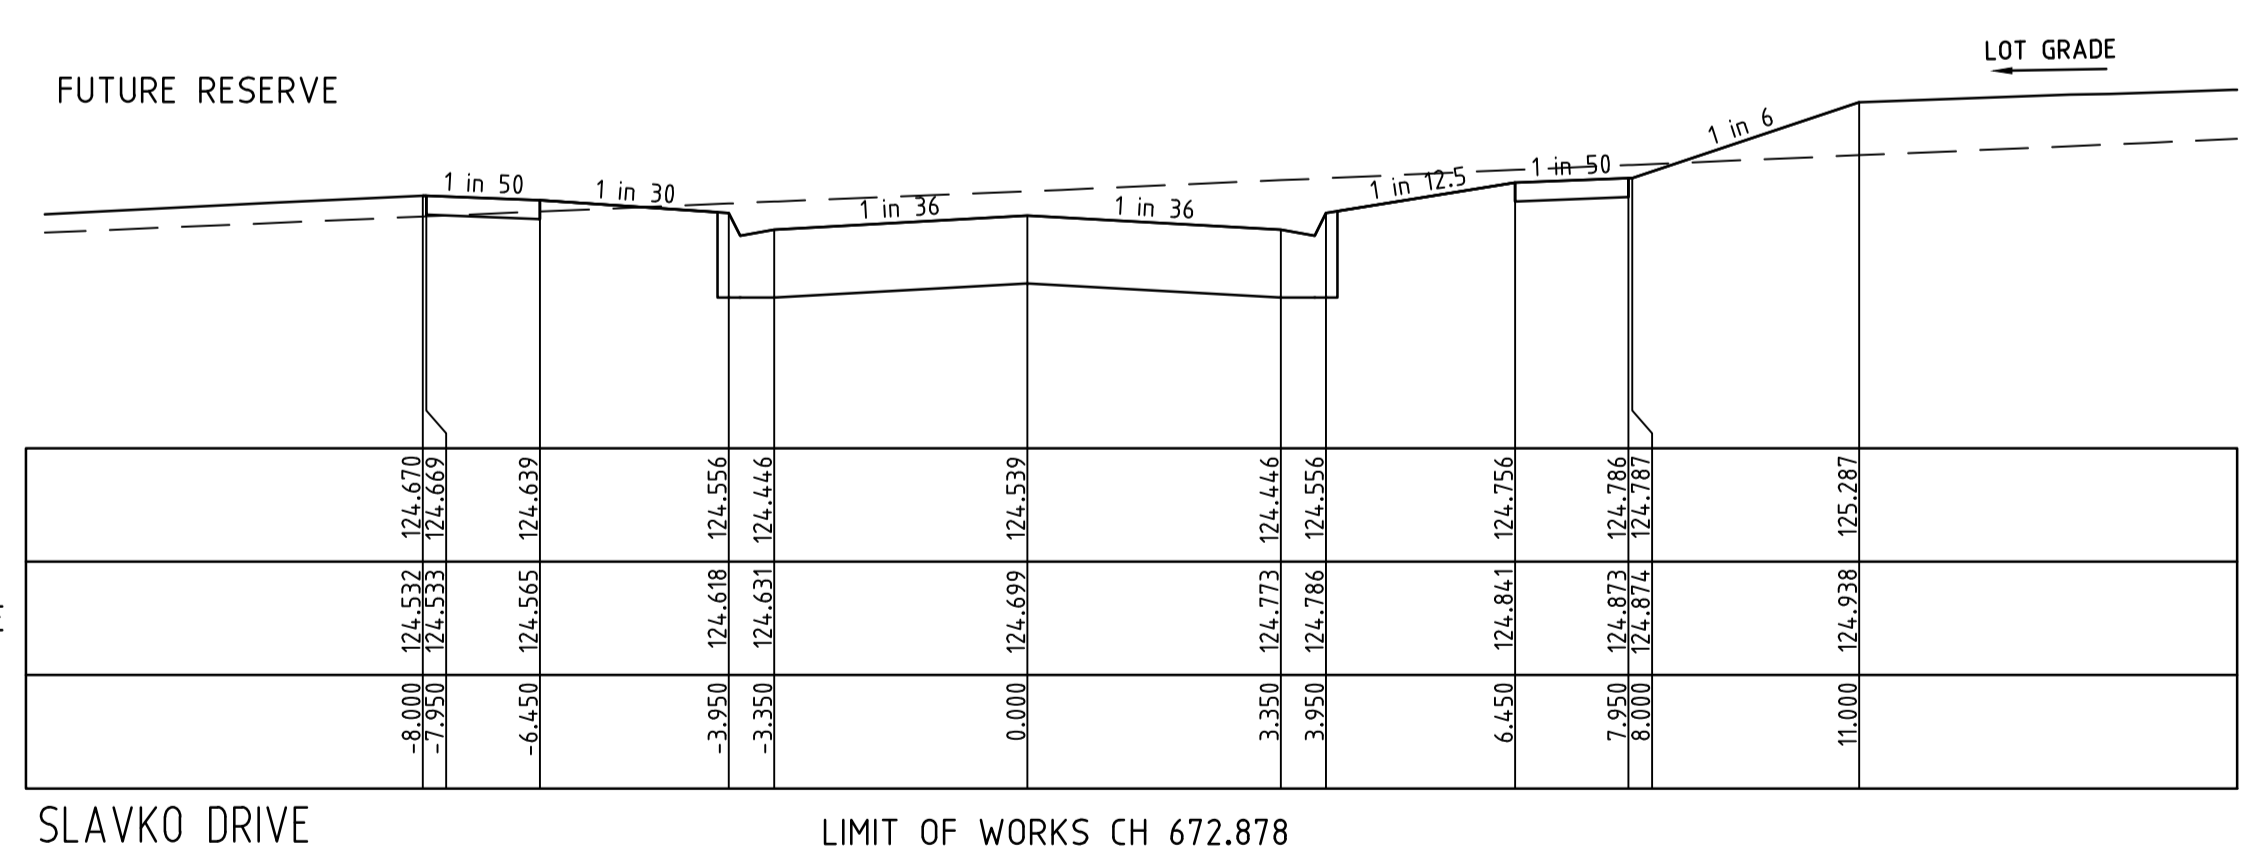 LOT GRADE
FUTURE RESERVE
1 in 50
1 in 30
1 in 36
1 in 36
1 in 12.5
1 in 50
1 in 6
124.670 124.669 124.639 124.556 124.446 124.539 124.446 124.556 124.756 124.786 124.787 125.287
124.532 124.533 124.565 124.618 124.631 124.699 124.773 124.786 124.841 124.873 124.874 124.938
-8.000 -7.950 -6.450 -3.950 -3.350 0.000 3.350 3.950 6.450 7.950 8.000 11.000
SLAVKO DRIVE
LIMIT OF WORKS CH 672.878